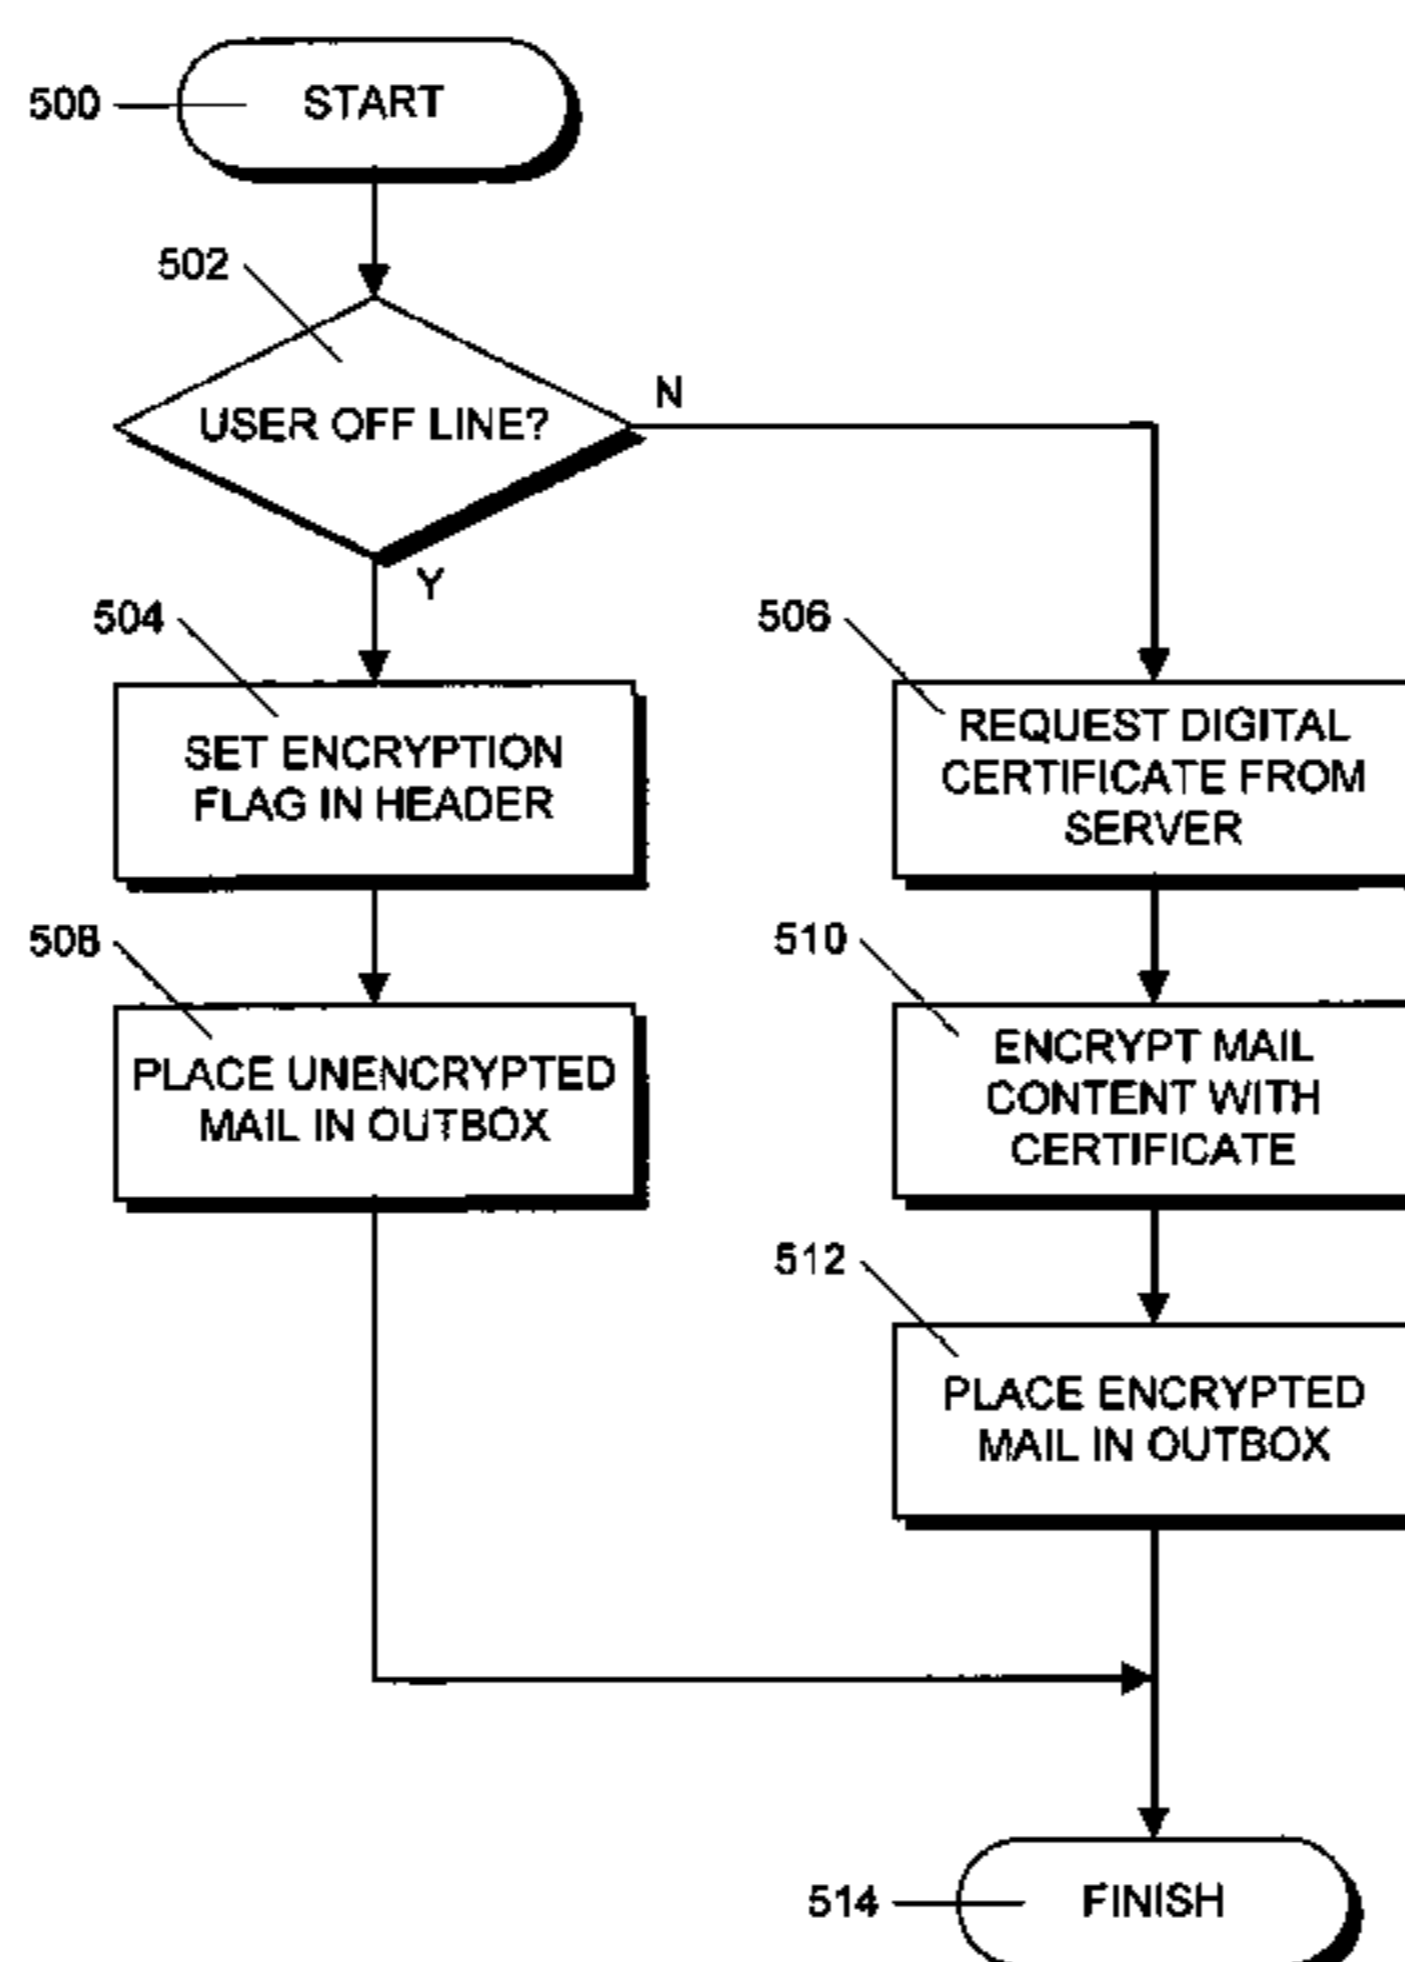 500
START
502
USER OFF LINE?
N
Y
504
SET ENCRYPTION
FLAG IN HEADER
506
REQUEST DIGITAL
CERTIFICATE FROM
SERVER
508
PLACE UNENCRYPTED
MAIL IN OUTBOX
510
ENCRYPT MAIL
CONTENT WITH
CERTIFICATE
512
PLACE ENCRYPTED
MAIL IN OUTBOX
514
FINISH